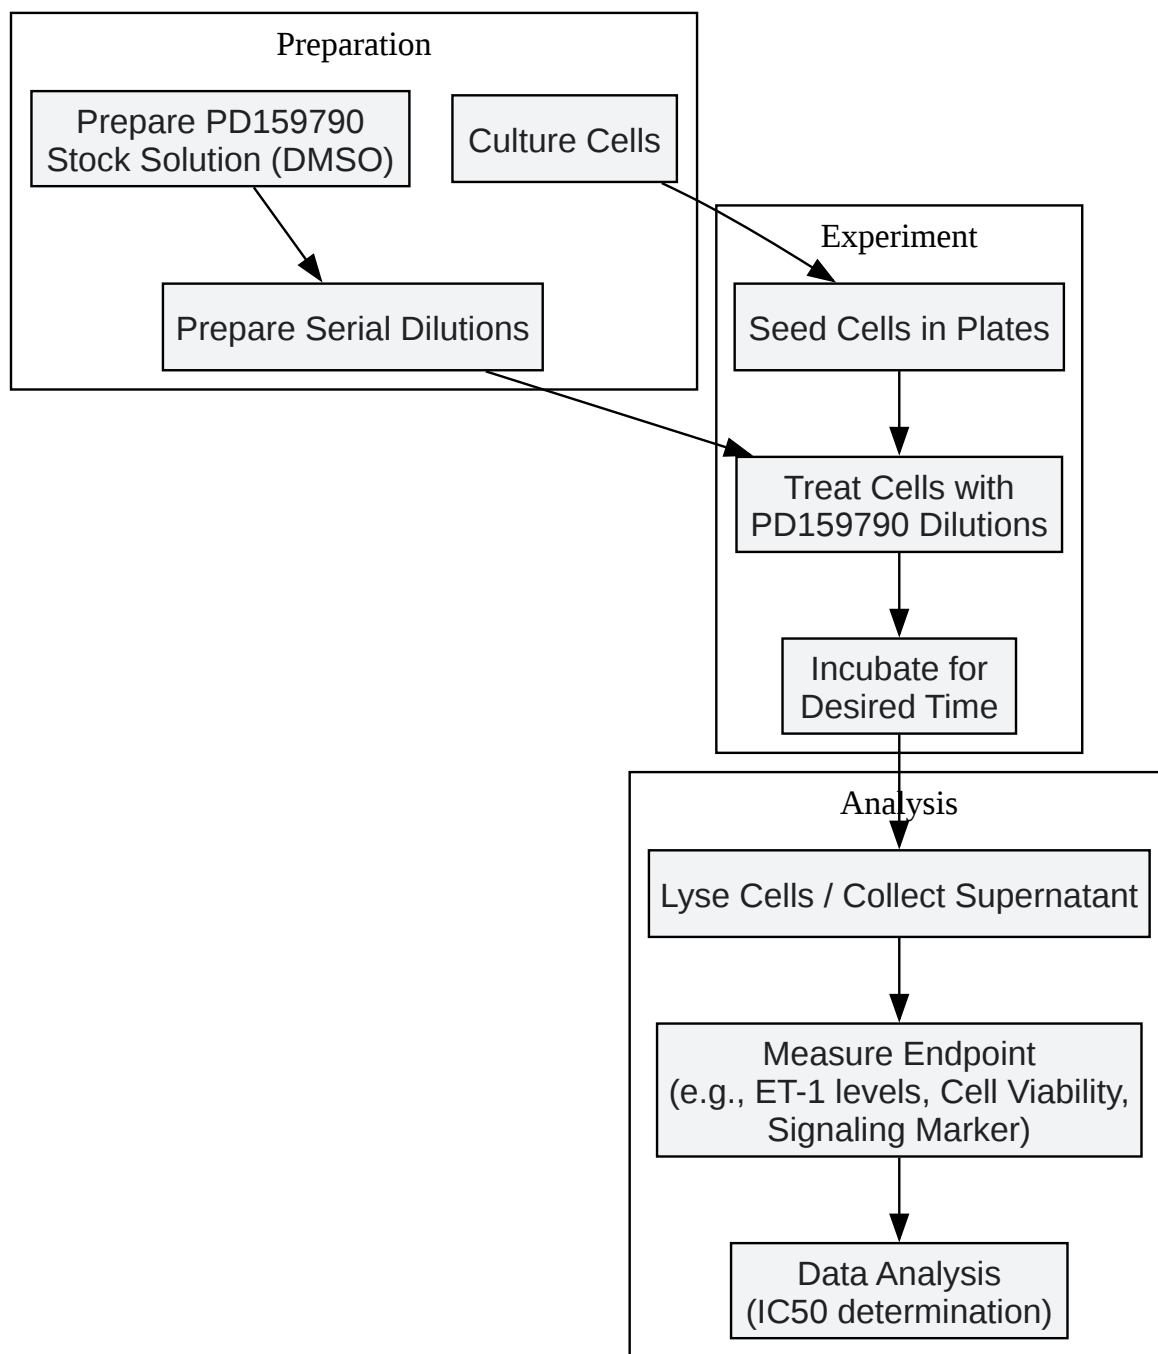 Preparation
Prepare PD159790
Stock Solution (DMSO)
Culture Cells
Prepare Serial Dilutions
Experiment
Seed Cells in Plates
Treat Cells with
PD159790 Dilutions
Incubate for
Desired Time
Analysis
Lyse Cells / Collect Supernatant
Measure Endpoint
(e.g., ET-1 levels, Cell Viability,
Signaling Marker)
Data Analysis
(IC50 determination)